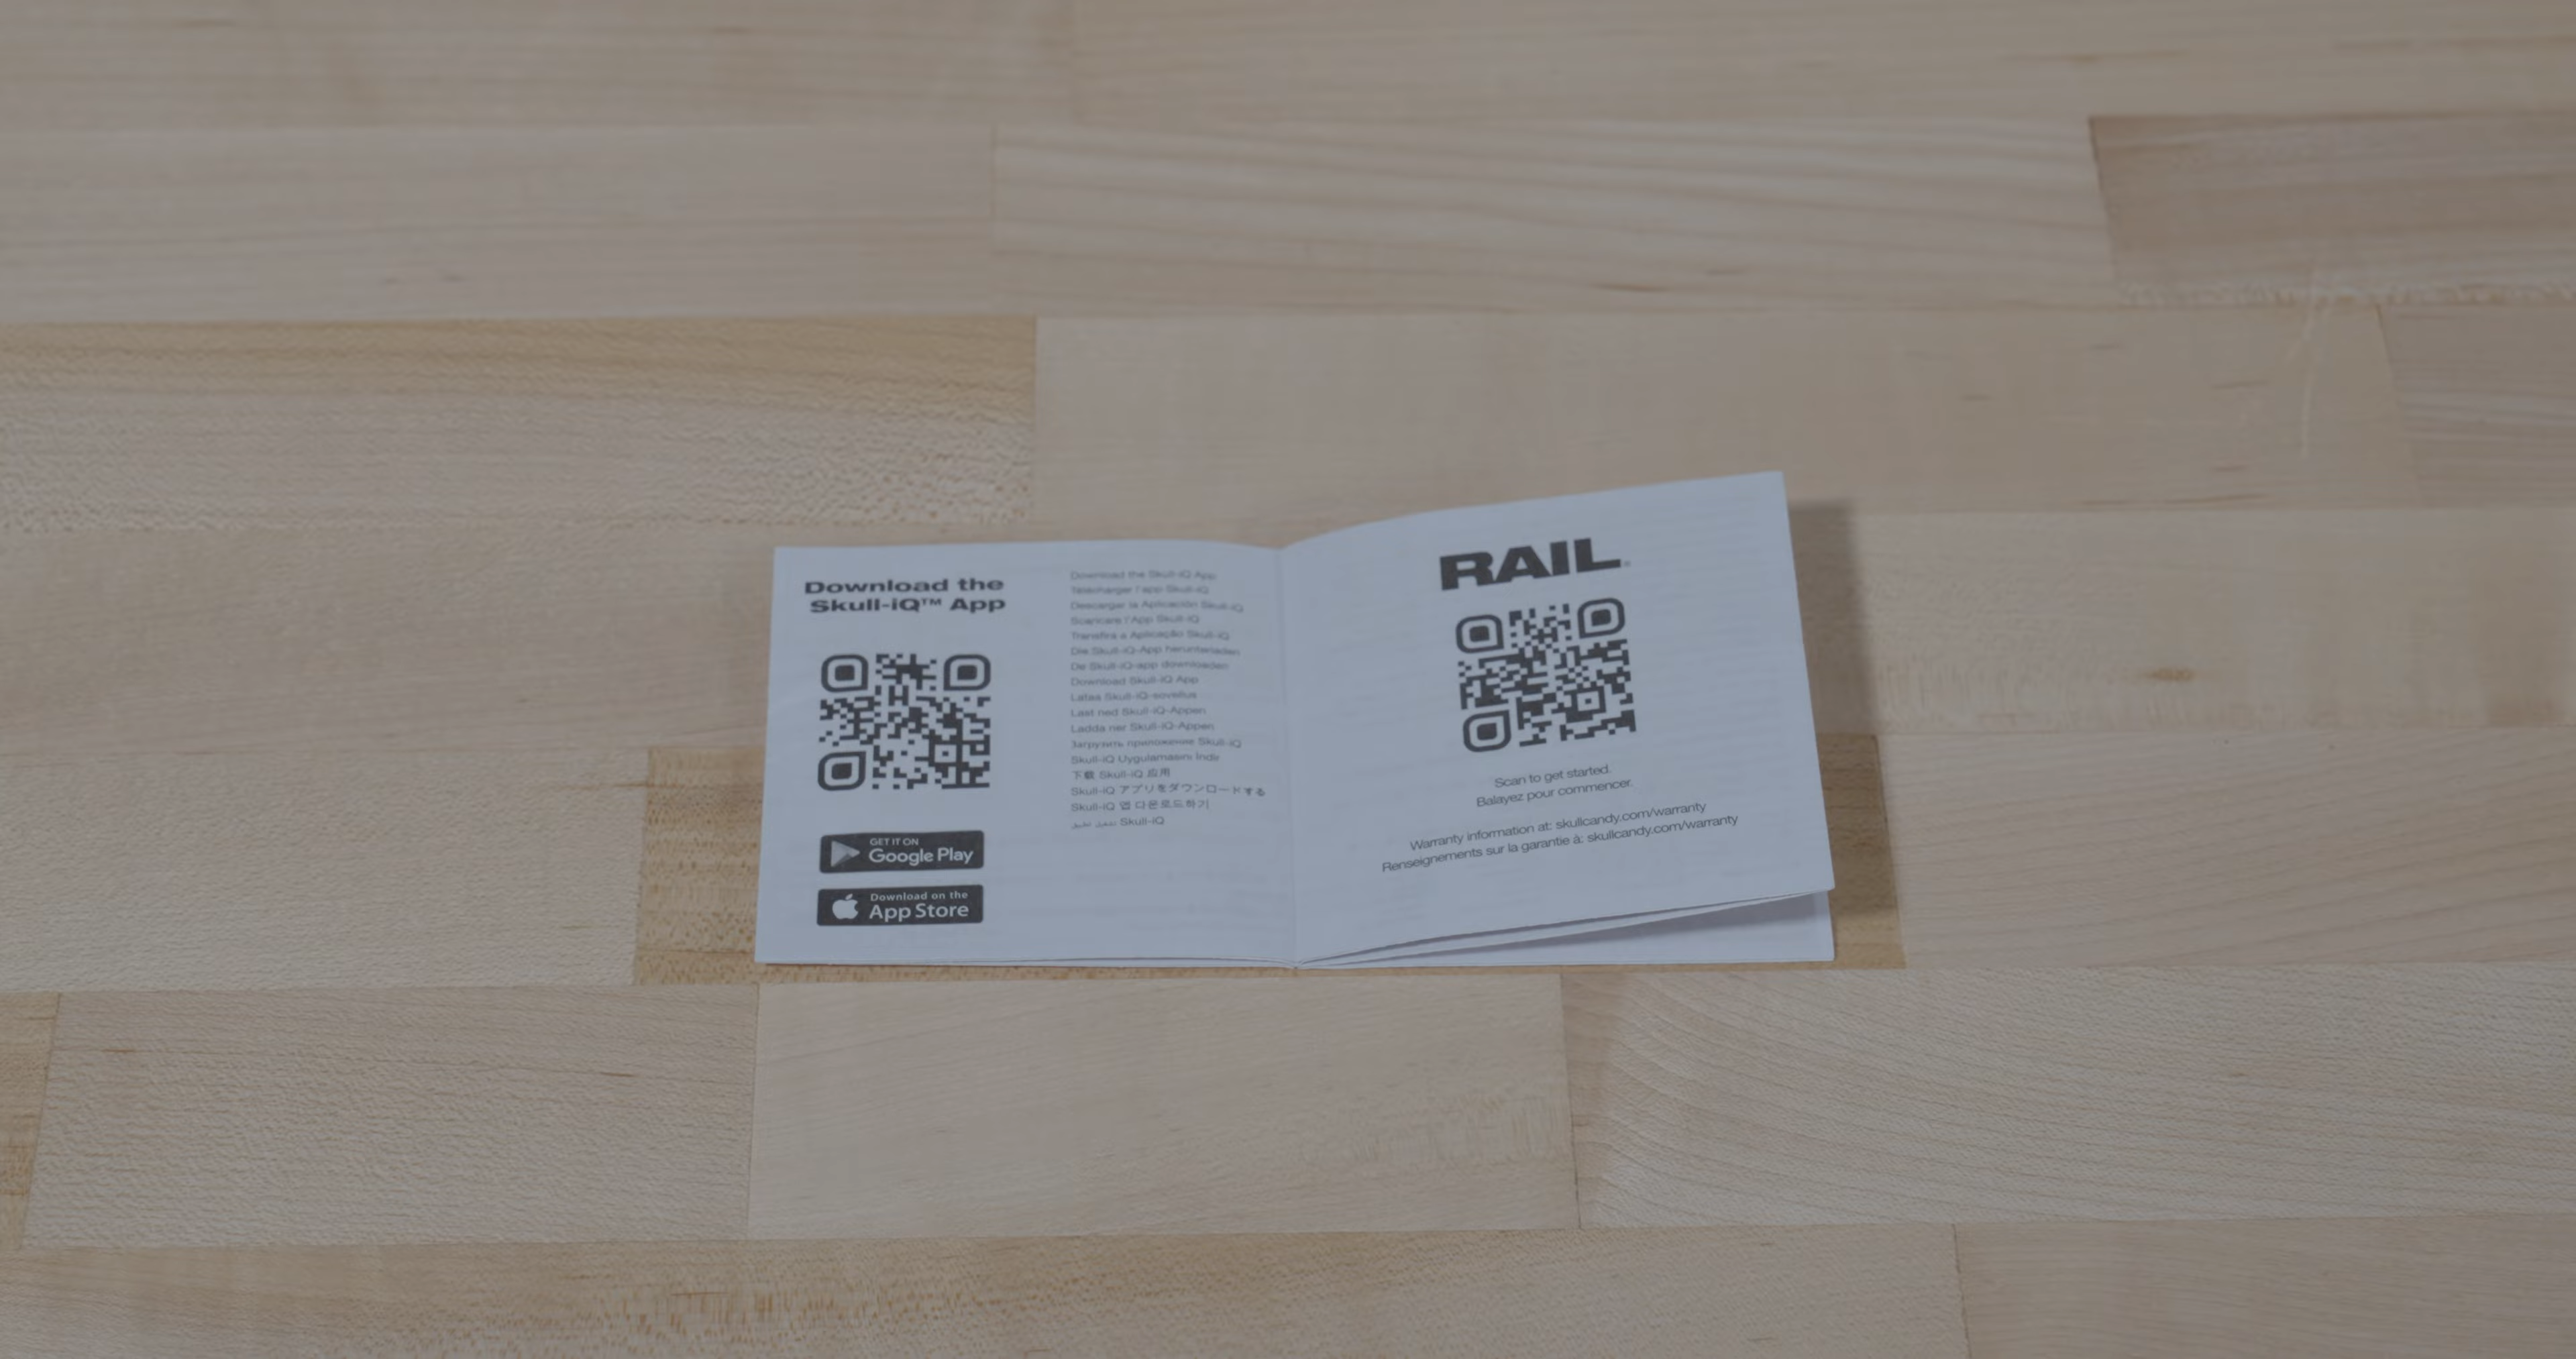 Download the
Skull-iQ™ App
GET IT ON
Google Play
Download on the
App Store
Download the Skull-iQ App
Télécharger l'app Skull-iQ
Descargar la Aplicación Skull-iQ
Scaricare l'App Skull-iQ
Transfira a Aplicação Skull-iQ
Die Skull-iQ-App herunterladen
De Skull-iQ-app downloaden
Download Skull-iQ App
Lataa Skull-iQ-sovellus
Last ned Skull-iQ-Appen
Ladda ner Skull-iQ-Appen
Загрузить приложение Skull-iQ
Skull-iQ Uygulamasını İndir
下载 Skull-iQ 应用
Skull-iQ アプリをダウンロードする
Skull-iQ 앱 다운로드하기
Skull-iQ
RAIL
Scan to get started.
Balayez pour commencer.
Warranty information at: skullcandy.com/warranty
Renseignements sur la garantie à: skullcandy.com/warranty